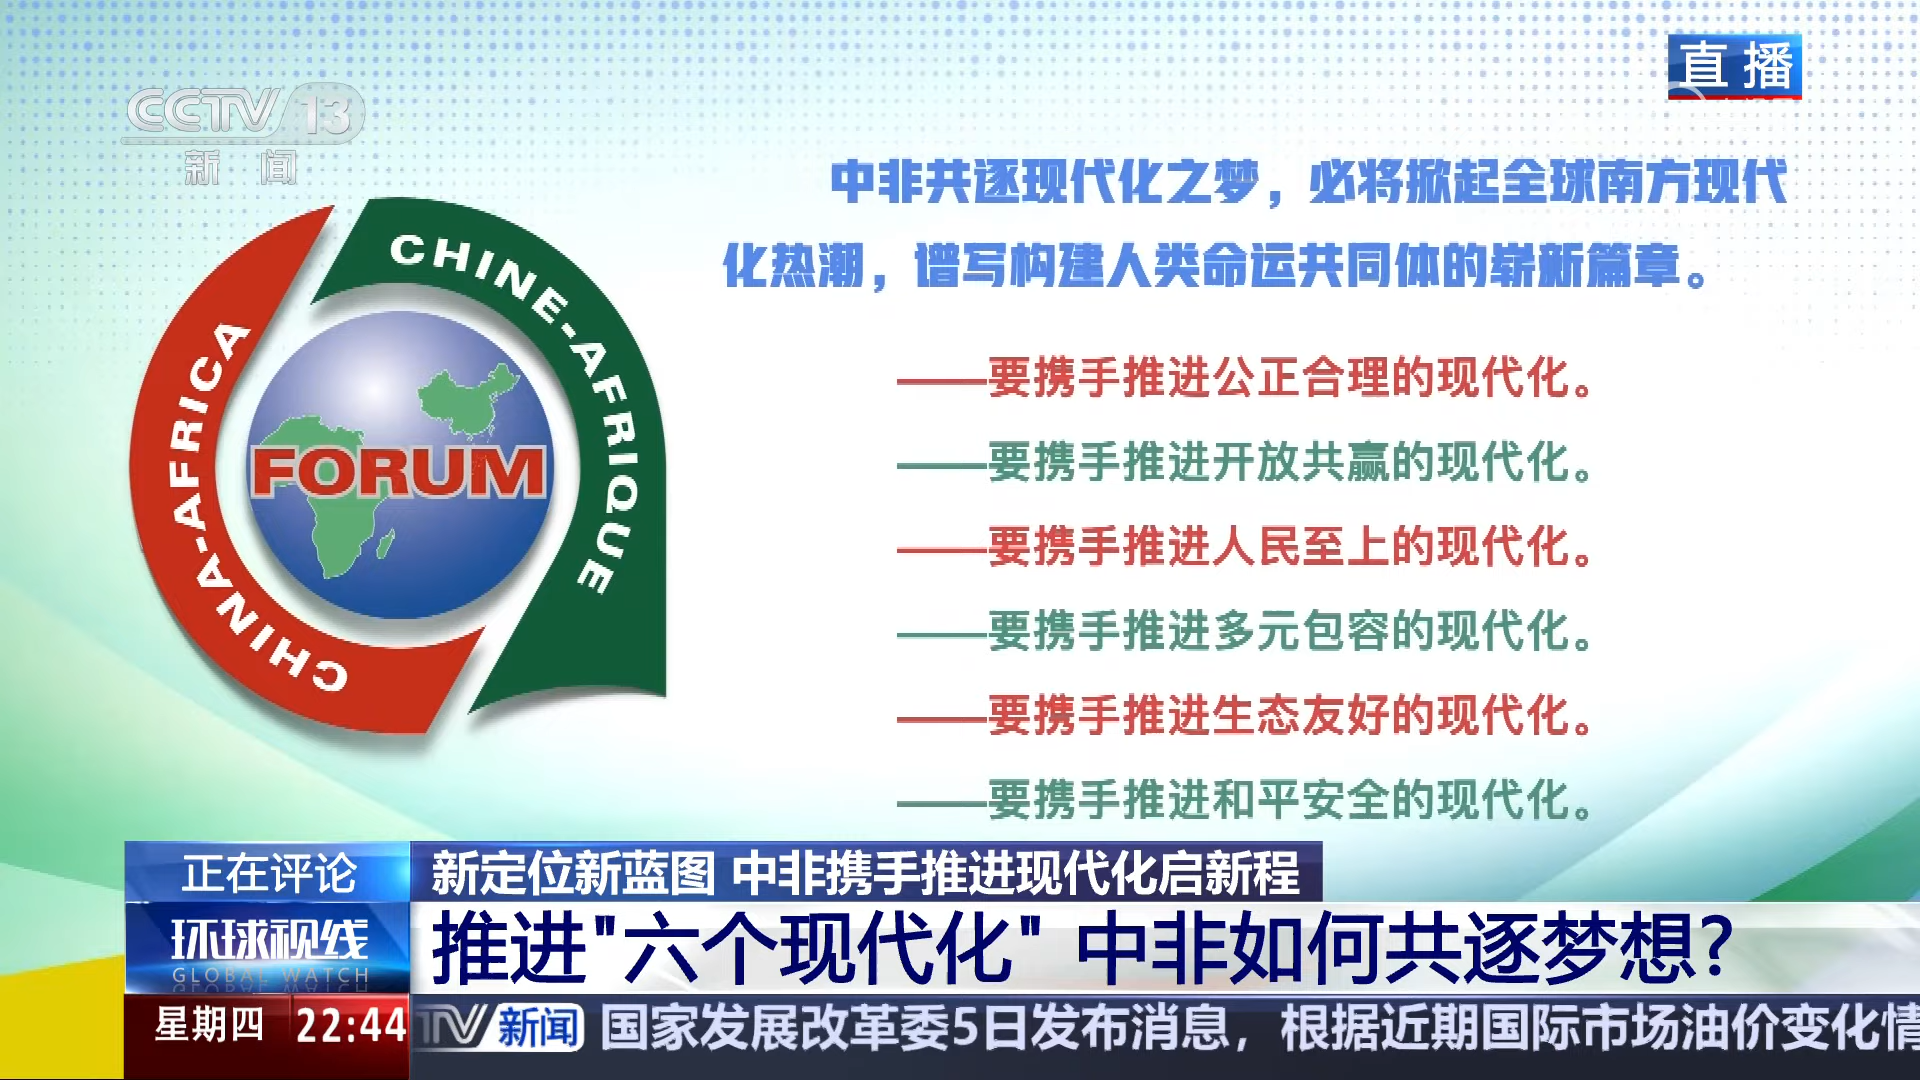 CCTV 13
新闻
直播
中非共逐现代化之梦，必将掀起全球南方现代
化热潮，谱写构建人类命运共同体的崭新篇章。
CHINE-AFRIQUE
CHINA-AFRICA
FORUM
——要携手推进公正合理的现代化。
——要携手推进开放共赢的现代化。
——要携手推进人民至上的现代化。
——要携手推进多元包容的现代化。
——要携手推进生态友好的现代化。
——要携手推进和平安全的现代化。
正在评论
新定位新蓝图 中非携手推进现代化启新程
环球视线
GLOBAL WATCH
推进"六个现代化" 中非如何共逐梦想?
星期四 22:44
TV新闻
国家发展改革委5日发布消息，根据近期国际市场油价变化情